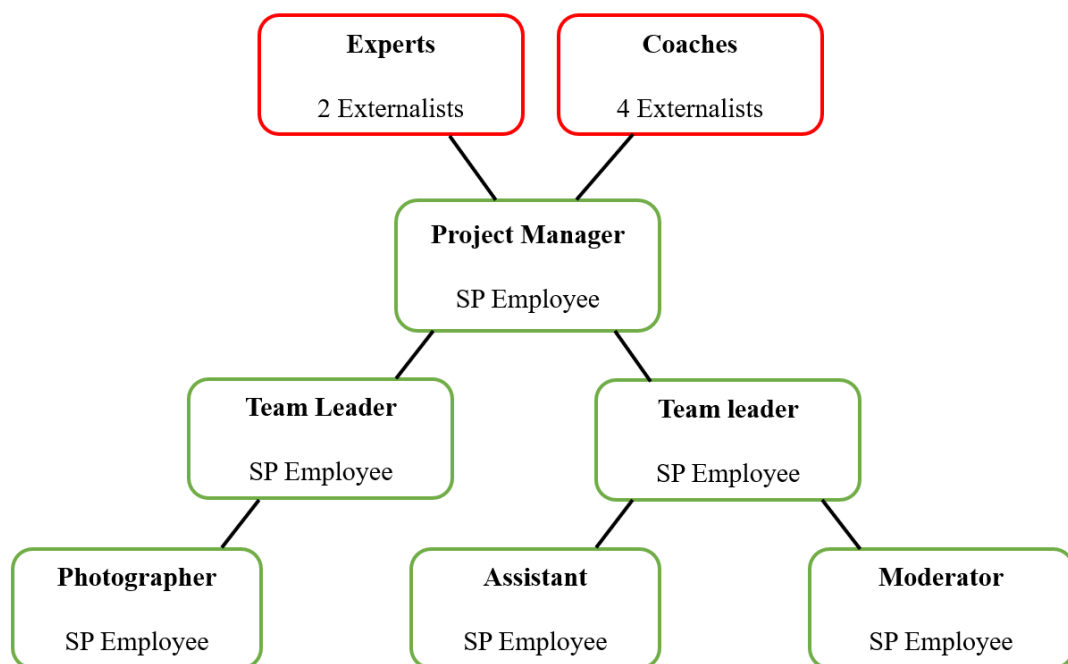 Experts
2 Externalists
Coaches
4 Externalists
Project Manager
SP Employee
Team Leader
SP Employee
Team leader
SP Employee
Photographer
SP Employee
Assistant
SP Employee
Moderator
SP Employee